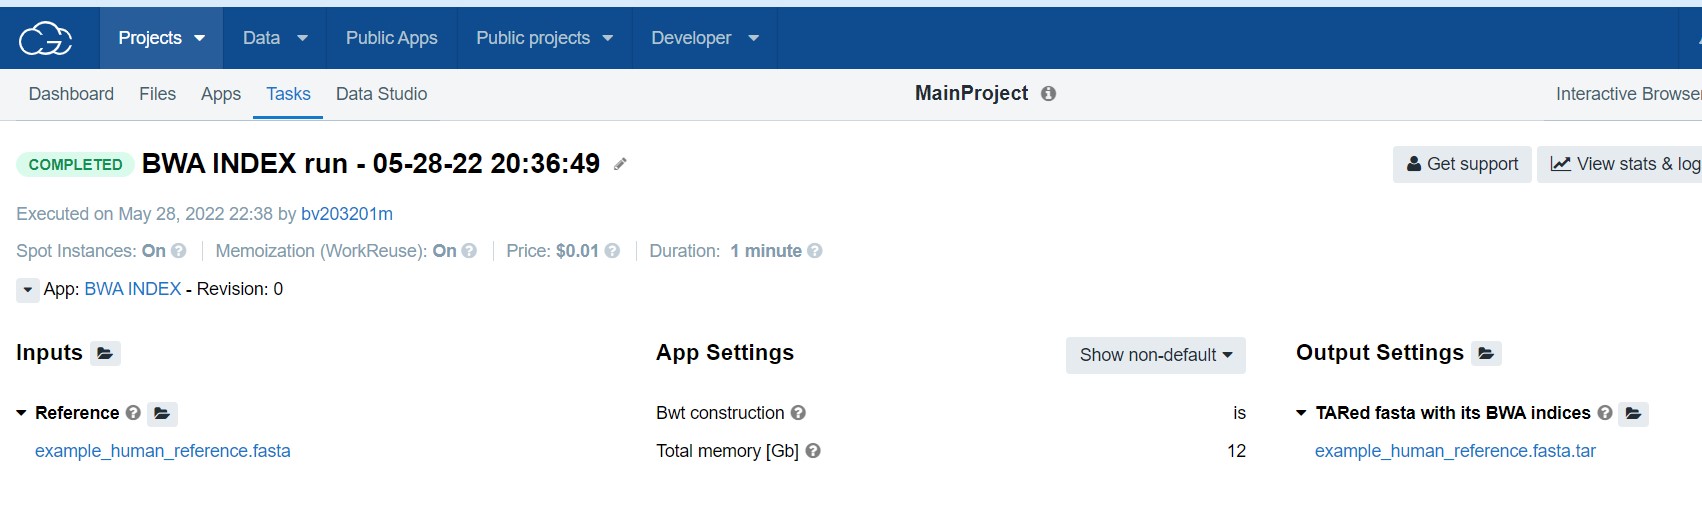 Projects Data Public Apps Public projects Developer
Dashboard Files Apps Tasks Data Studio MainProject Interactive Browse
COMPLETED BWA INDEX run - 05-28-22 20:36:49 Get support View stats & log
Executed on May 28, 2022 22:38 by bv203201m
Spot Instances: On Memoization (WorkReuse): On Price: $0.01 Duration: 1 minute
App: BWA INDEX - Revision: 0
Inputs App Settings Show non-default Output Settings
Reference Bwt construction is TARed fasta with its BWA indices
example_human_reference.fasta Total memory [Gb] 12 example_human_reference.fasta.tar